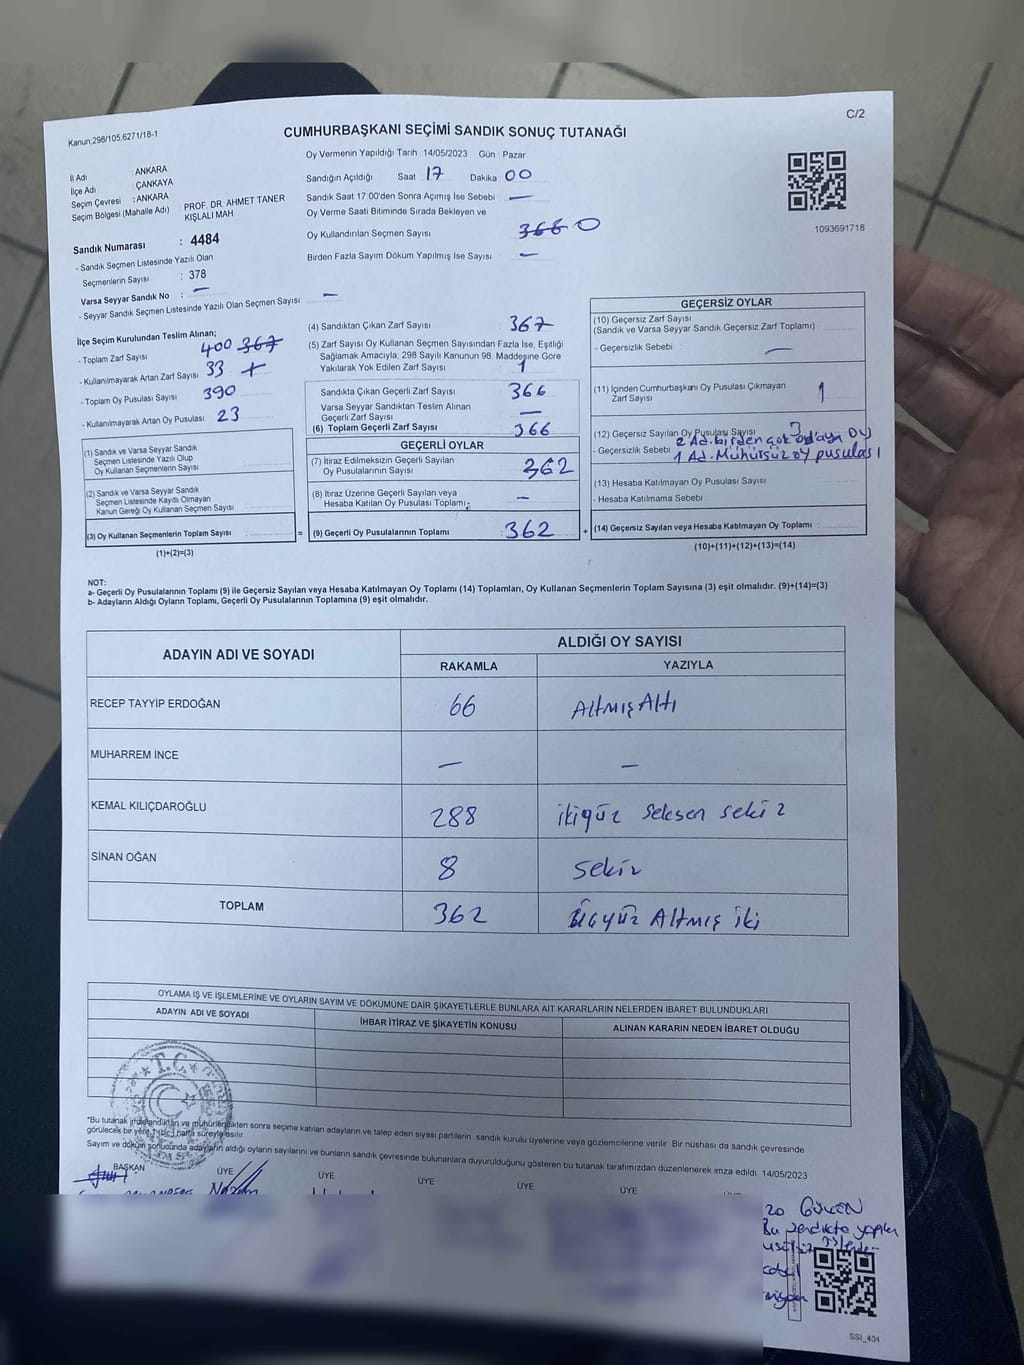 C/2
Kanun:298/105,6271/18-1
CUMHURBAŞKANI SEÇİMİ SANDIK SONUÇ TUTANAĞI
İl Adı : ANKARA
İlçe Adı : ÇANKAYA
Seçim Çevresi : ANKARA
Seçim Bölgesi (Mahalle Adı) : PROF. DR. AHMET TANER
KIŞLALI MAH.
Sandık Numarası : 4484
- Sandık Seçmen Listesinde Yazılı Olan
Seçmenlerin Sayısı : 378
Varsa Seyyar Sandık No : —
- Seyyar Sandık Seçmen Listesinde Yazılı Olan Seçmen Sayısı: —
Oy Vermenin Yapıldığı Tarih 14/05/2023 Gün Pazar
Sandığın Açıldığı Saat 17 Dakika 00
Sandık Saat 17:00'den Sonra Açımış İse Sebebi : —
Oy Verme Saati Bitiminde Sırada Bekleyen ve
Oy Kullandırılan Seçmen Sayısı 366 0
Birden Fazla Sayım Döküm Yapılmış İse Sayısı —
1093691718
İlçe Seçim Kurulundan Teslim Alınan;
- Toplam Zarf Sayısı 400 367
- Kullanılmayarak Artan Zarf Sayısı 33 +
- Toplam Oy Pusulası Sayısı 390
- Kullanılmayarak Artan Oy Pusulası 23
(1) Sandık ve Varsa Seyyar Sandık
Seçmen Listesinde Yazılı Olup
Oy Kullanan Seçmenlerin Sayısı
(2) Sandık ve Varsa Seyyar Sandık
Seçmen Listesinde Kayıtlı Olmayan
Kanun Gereği Oy Kullanan Seçmen Sayısı
(3) Oy Kullanan Seçmenlerin Toplam Sayısı =
(1)+(2)=(3)
(4) Sandıktan Çıkan Zarf Sayısı 367
(5) Zarf Sayısı Oy Kullanan Seçmen Sayısından Fazla İse, Eşitliği
Sağlamak Amacıyla, 298 Sayılı Kanunun 98. Maddesine Göre
Yakılarak Yok Edilen Zarf Sayısı : 1
Sandıkta Çıkan Geçerli Zarf Sayısı 366
Varsa Seyyar Sandıktan Teslim Alınan
Geçerli Zarf Sayısı —
(6) Toplam Geçerli Zarf Sayısı 366
GEÇERLİ OYLAR
(7) İtiraz Edilmeksizin Geçerli Sayılan
Oy Pusulalarının Sayısı 362
(8) İtiraz Üzerine Geçerli Sayılan veya
Hesaba Katılan Oy Pusulası Toplamı: —
(9) Geçerli Oy Pusulalarının Toplamı : 362 +
GEÇERSİZ OYLAR
(10) Geçersiz Zarf Sayısı
(Sandık ve Varsa Seyyar Sandık Geçersiz Zarf Toplamı)
- Geçersizlik Sebebi : —
(11) İçinden Cumhurbaşkanı Oy Pusulası Çıkmayan
Zarf Sayısı 1
(12) Geçersiz Sayılan Oy Pusulası Sayısı 3
- Geçersizlik Sebebi 2 Ad. birden çok adaya oy
1 Ad. Mühürsüz oy pusulası
(13) Hesaba Katılmayan Oy Pusulası Sayısı
- Hesaba Katılmama Sebebi
(14) Geçersiz Sayılan veya Hesaba Katılmayan Oy Toplamı
(10)+(11)+(12)+(13)=(14)
NOT:
a- Geçerli Oy Pusulalarının Toplamı (9) ile Geçersiz Sayılan veya Hesaba Katılmayan Oy Toplamı (14) Toplamları, Oy Kullanan Seçmenlerin Toplam Sayısına (3) eşit olmalıdır. (9)+(14)=(3)
b- Adayların Aldığı Oyların Toplamı, Geçerli Oy Pusulalarının Toplamına (9) eşit olmalıdır.
ADAYIN ADI VE SOYADI ALDIĞI OY SAYISI
RAKAMLA YAZIYLA
RECEP TAYYİP ERDOĞAN 66 Altmış Altı
MUHARREM İNCE — —
KEMAL KILIÇDAROĞLU 288 ikiyüz seksen sekiz
SİNAN OĞAN 8 sekiz
TOPLAM 362 üçyüz Altmış iki
OYLAMA İŞ VE İŞLEMLERİNE VE OYLARIN SAYIM VE DÖKÜMÜNE DAİR ŞİKAYETLERLE BUNLARA AİT KARARLARIN NELERDEN İBARET BULUNDUKLARI
ADAYIN ADI VE SOYADI İHBAR İTİRAZ VE ŞİKAYETİN KONUSU ALINAN KARARIN NEDEN İBARET OLDUĞU
T.C.
*Bu tutanak imzalandıktan ve mühürlendikten sonra seçime katılan adayların ve talep eden siyasi partilerin sandık kurulu üyelerine veya gözlemcilerine verilir. Bir nüshası da sandık çevresinde
görülecek bir yere 1 (bir) hafta süreyle asılır.
Sayım ve döküm sonucunda adayların aldığı oyların sayılarını ve bunların sandık çevresinde bulunanlara duyurulduğunu gösteren bu tutanak tarafımızdan düzenlenerek imza edildi. 14/05/2023
BAŞKAN ÜYE ÜYE ÜYE ÜYE ÜYE
SSI_404